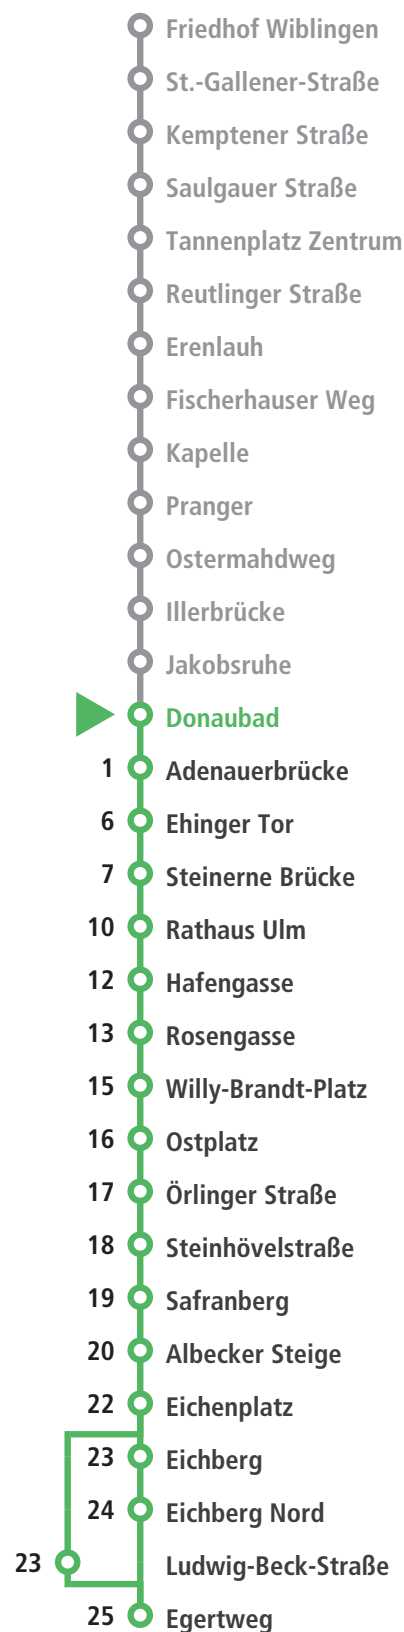 Friedhof Wiblingen
St.-Gallener-Straße
Kemptener Straße
Saulgauer Straße
Tannenplatz Zentrum
Reutlinger Straße
Erenlauh
Fischerhauser Weg
Kapelle
Pranger
Ostermahdweg
Illerbrücke
Jakobsruhe
Donaubad
1 Adenauerbrücke
6 Ehinger Tor
7 Steinerne Brücke
10 Rathaus Ulm
12 Hafengasse
13 Rosengasse
15 Willy-Brandt-Platz
16 Ostplatz
17 Örlinger Straße
18 Steinhövelstraße
19 Safranberg
20 Albecker Steige
22 Eichenplatz
23 Eichberg
24 Eichberg Nord
23 Ludwig-Beck-Straße
25 Egertweg